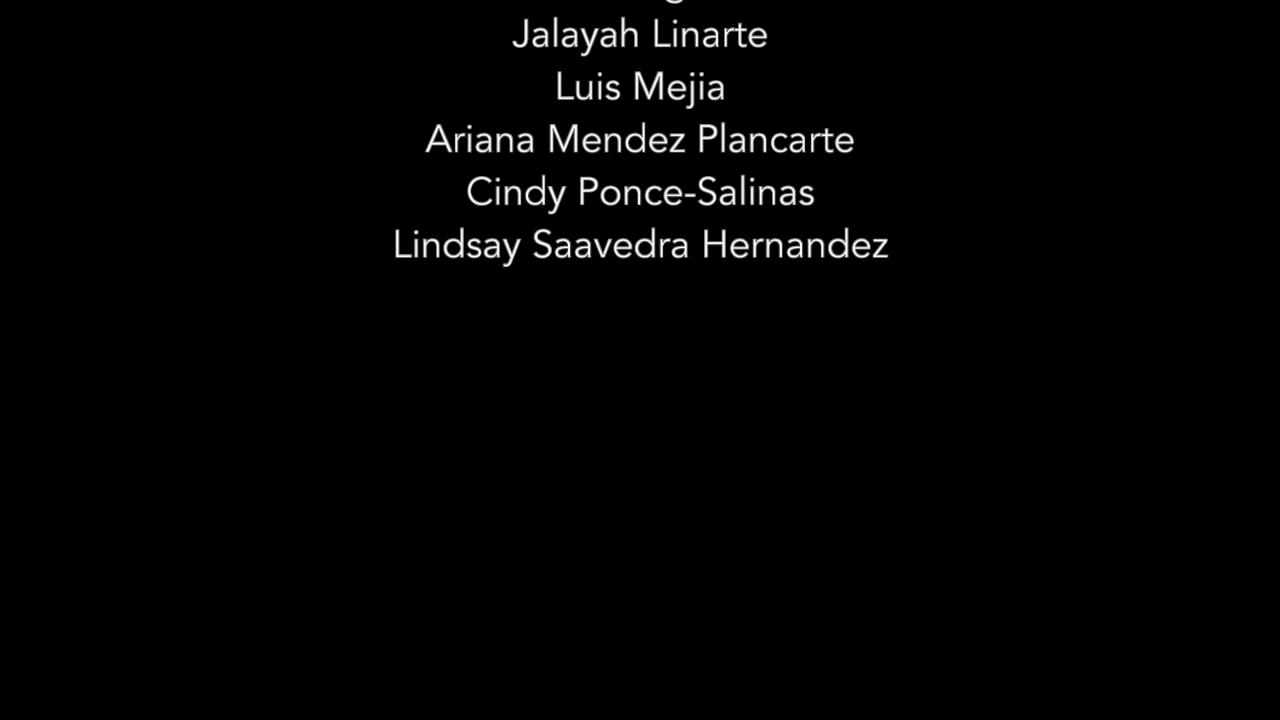 Jalayah Linarte
Luis Mejia
Ariana Mendez Plancarte
Cindy Ponce-Salinas
Lindsay Saavedra Hernandez